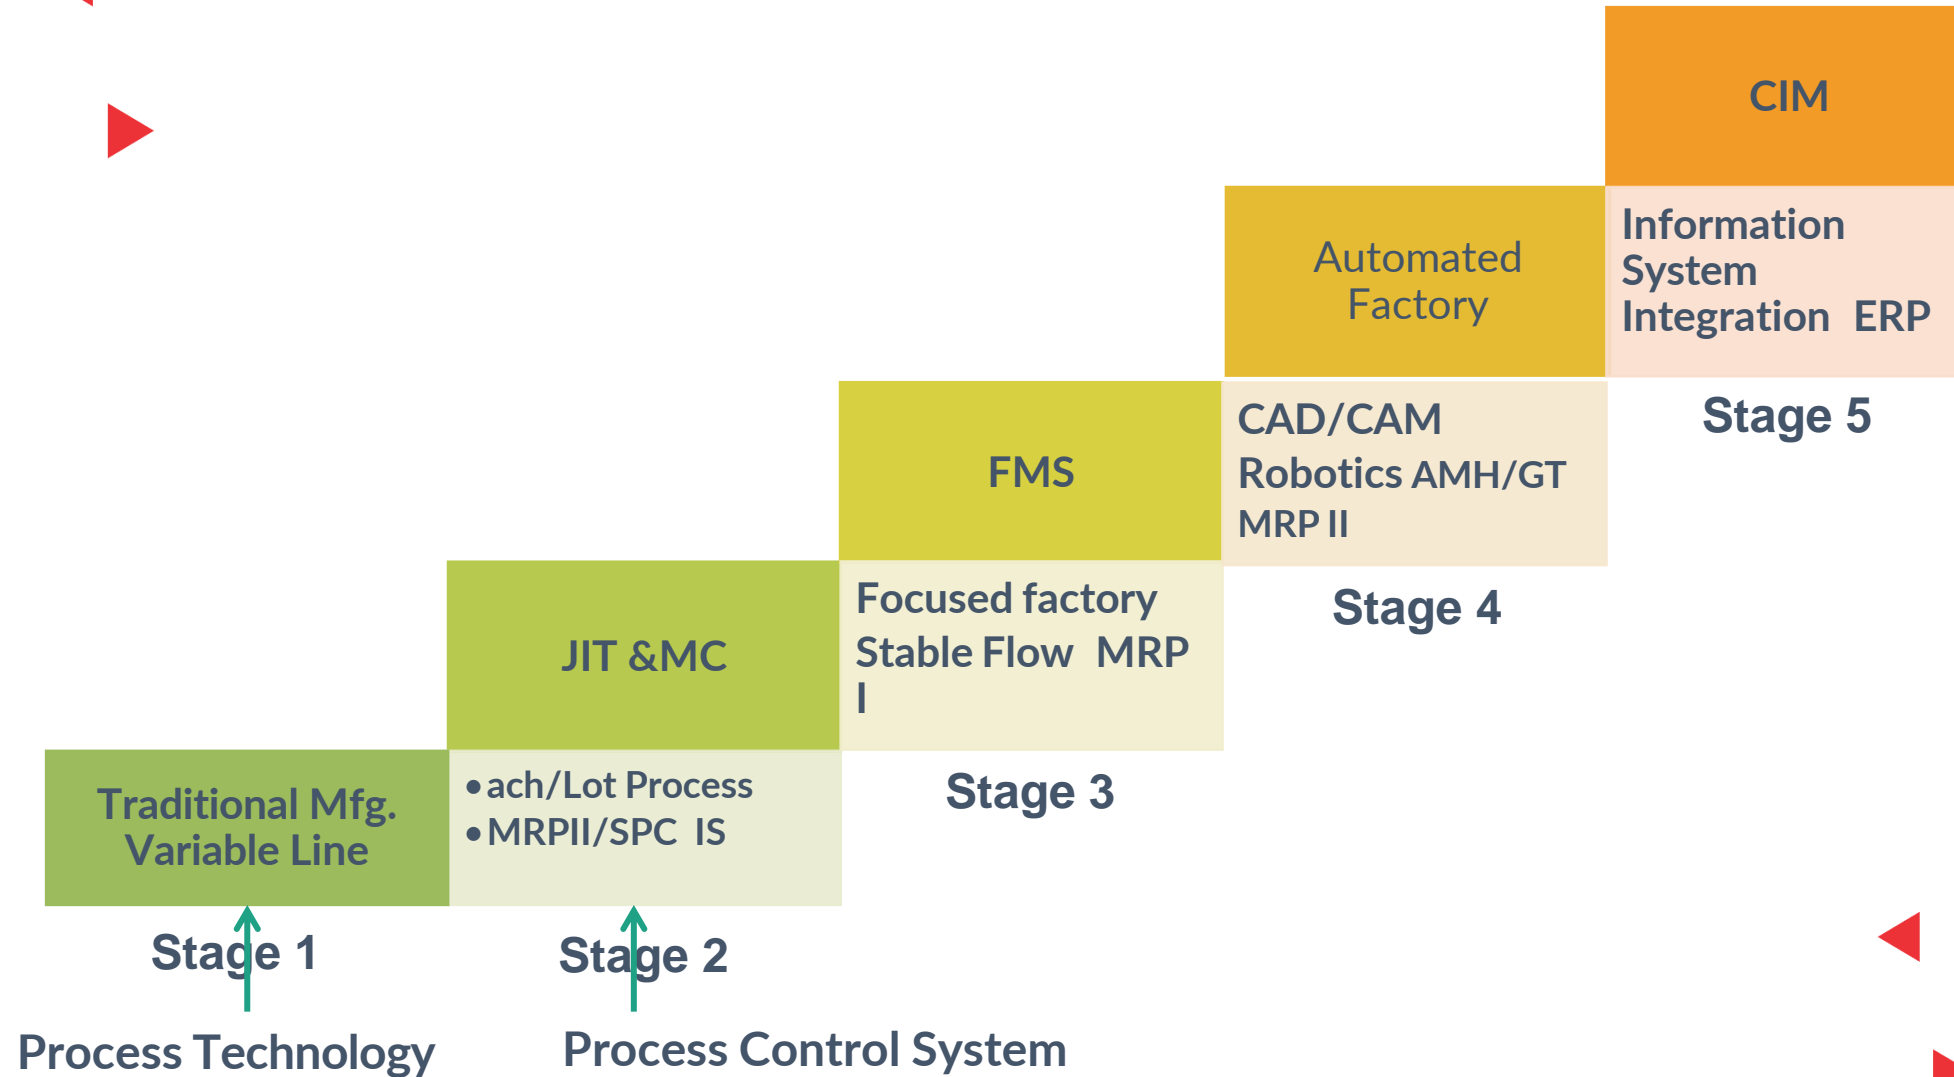 CIM
Information
System
Integration ERP
Stage 5
Automated
Factory
CAD/CAM
Robotics AMH/GT
MRP II
Stage 4
FMS
Focused factory
Stable Flow MRP
I
Stage 3
JIT &MC
•ach/Lot Process
•MRPII/SPC IS
Stage 2
Traditional Mfg.
Variable Line
Stage 1
Process Technology
Process Control System